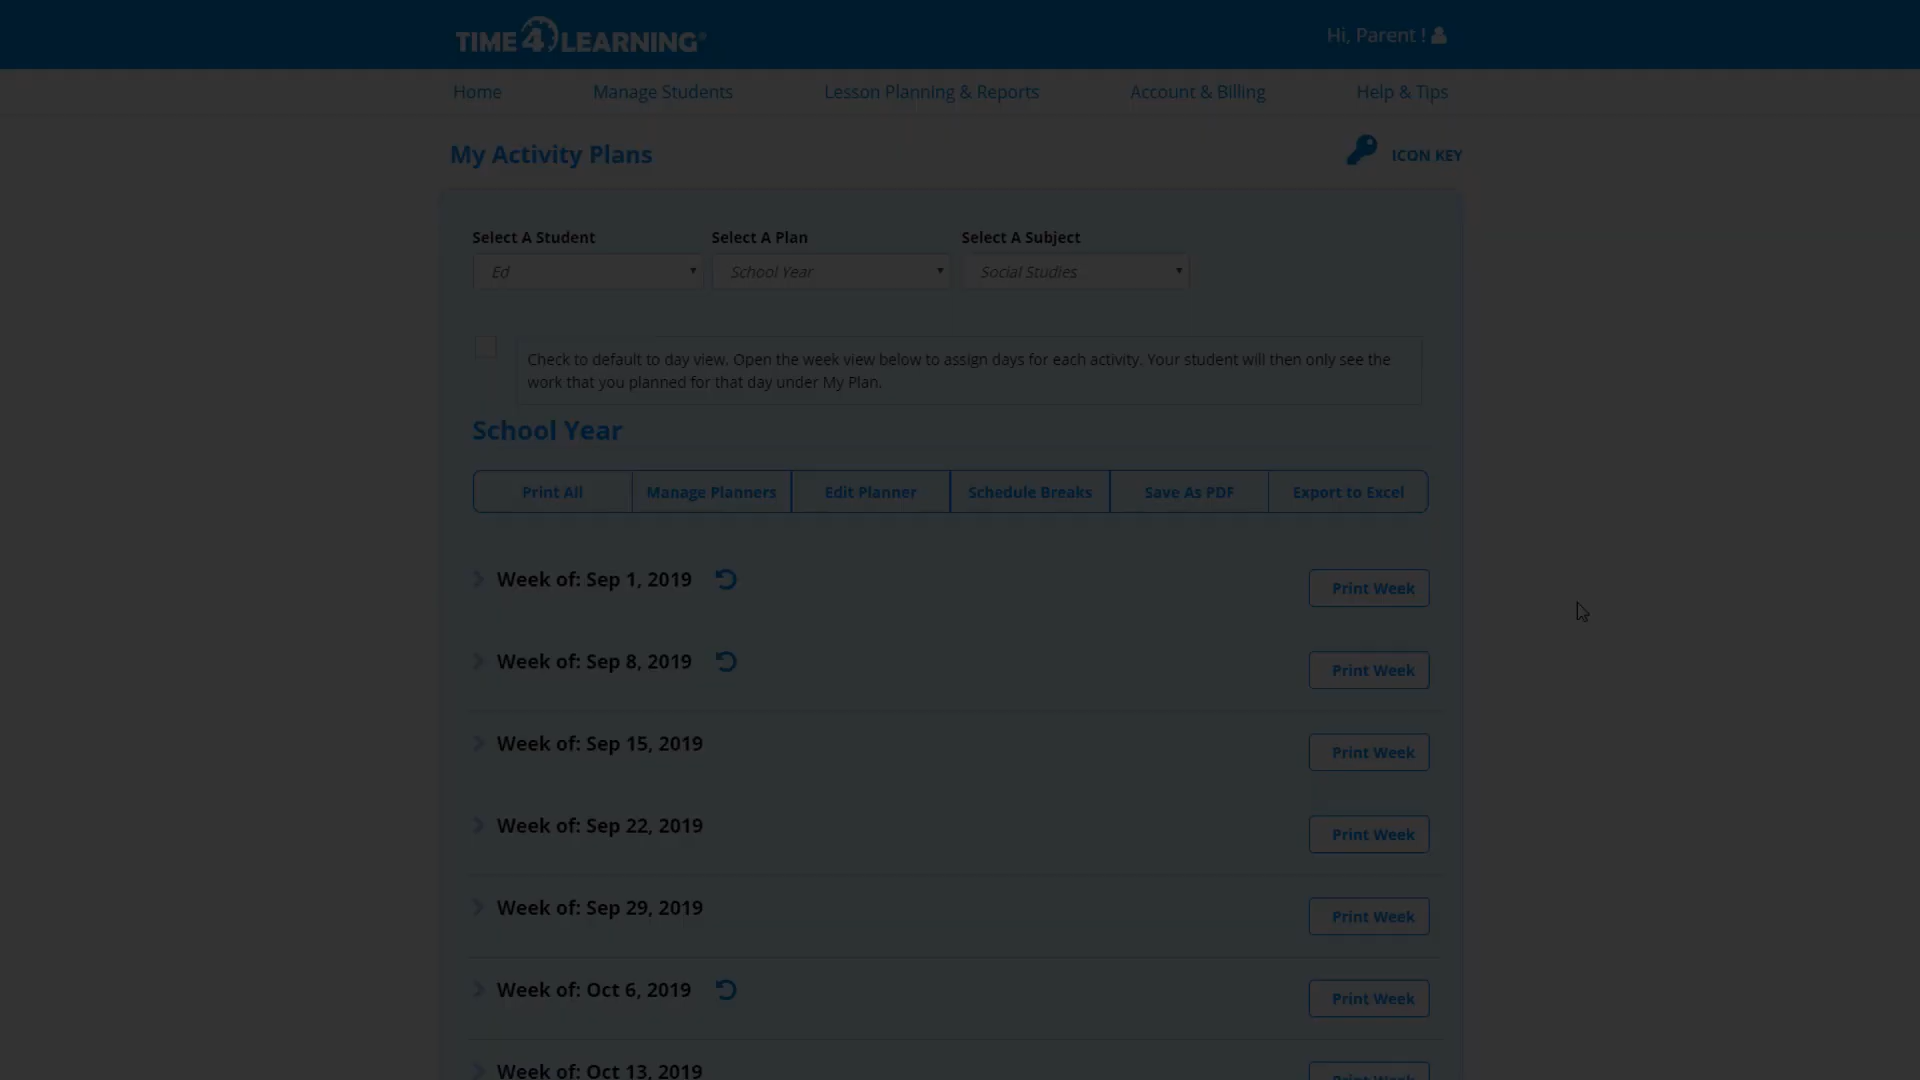 TIME4LEARNING®
Hi, Parent !
Home
Manage Students
Lesson Planning & Reports
Account & Billing
Help & Tips
My Activity Plans
ICON KEY
Select A Student
Select A Plan
Select A Subject
Ed
School Year
Social Studies
Check to default to day view. Open the week view below to assign days for each activity. Your student will then only see the
work that you planned for that day under My Plan.
School Year
Print All
Manage Planners
Edit Planner
Schedule Breaks
Save As PDF
Export to Excel
Week of: Sep 1, 2019
Print Week
Week of: Sep 8, 2019
Print Week
Week of: Sep 15, 2019
Print Week
Week of: Sep 22, 2019
Print Week
Week of: Sep 29, 2019
Print Week
Week of: Oct 6, 2019
Print Week
Week of: Oct 13, 2019
Print Week